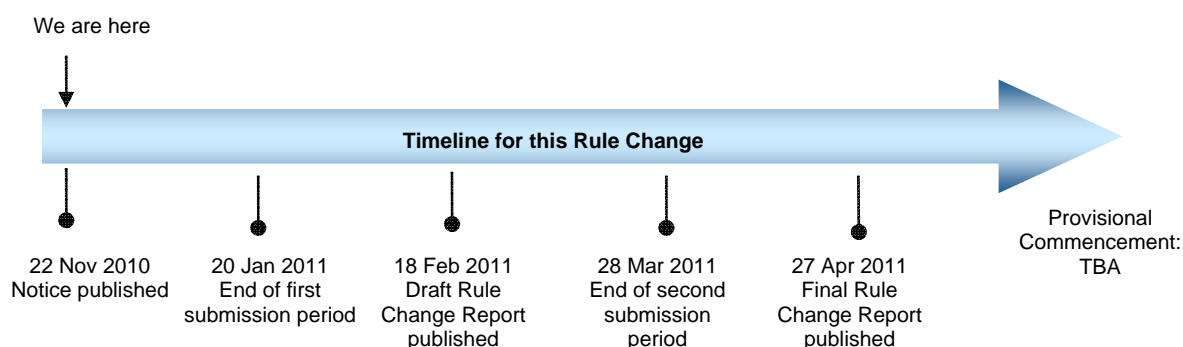 We are here
Timeline for this Rule Change
22 Nov 2010
Notice published
20 Jan 2011
End of first
submission period
18 Feb 2011
Draft Rule
Change Report
published
28 Mar 2011
End of second
submission
period
27 Apr 2011
Final Rule
Change Report
published
Provisional
Commencement:
TBA